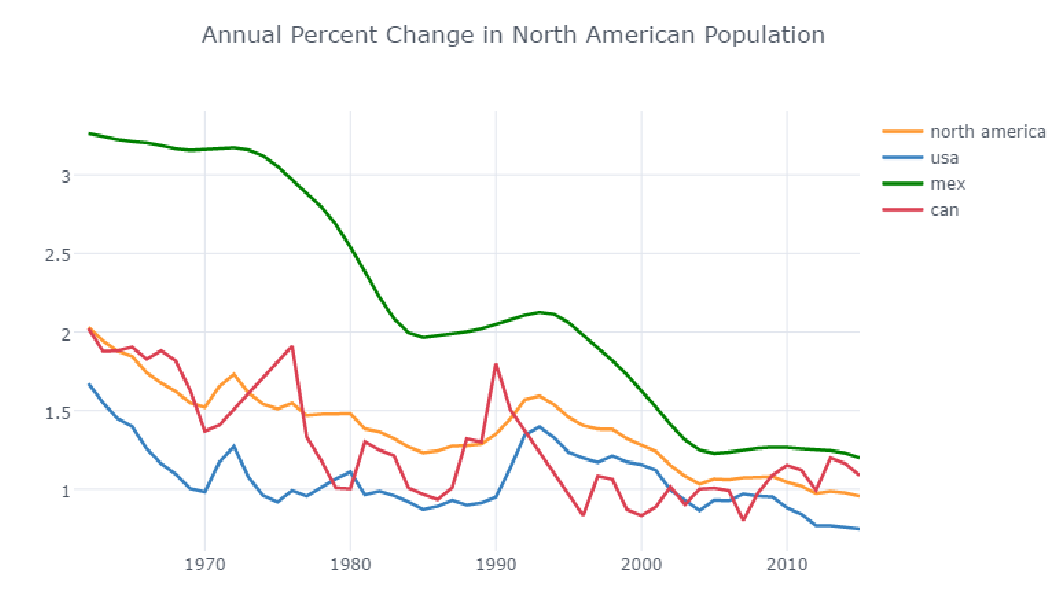 Annual Percent Change in North American Population
north america
usa
mex
can
3
2.5
2
1.5
1
1970 1980 1990 2000 2010